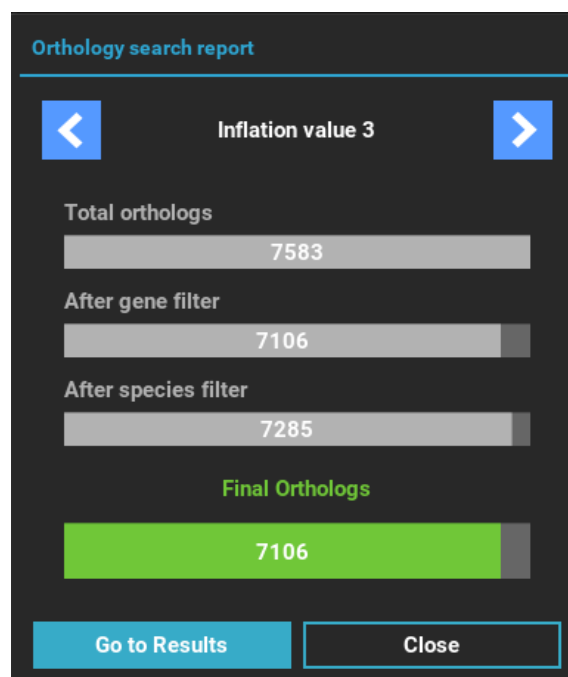 Orthology search report
Inflation value 3
Total orthologs
7583
After gene filter
7106
After species filter
7285
Final Orthologs
7106
Go to Results
Close